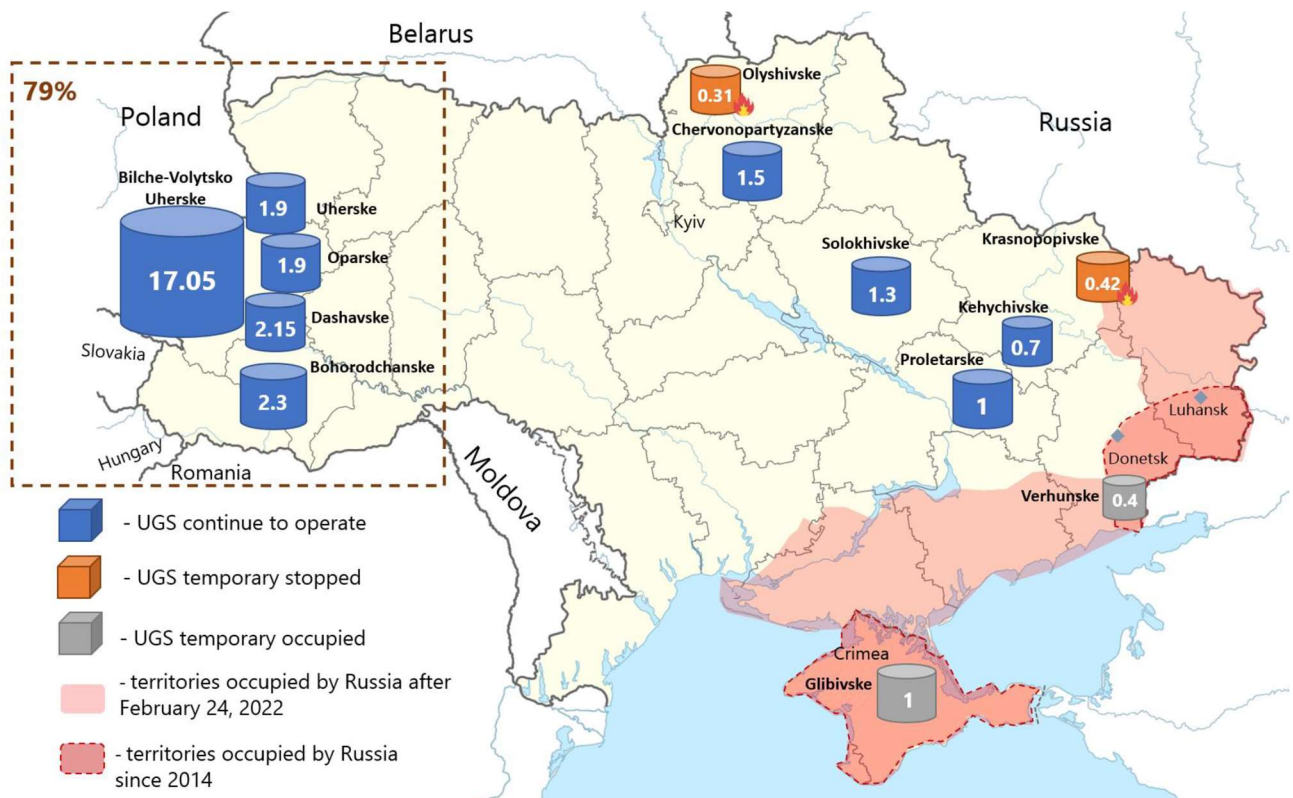 Belarus
79%
Poland
Russia
Olyshivske
0.31
Chervonopartyzanske
1.5
Bilche-Volytsko
Uherske
17.05
1.9
Uherske
Kyiv
Oparske
1.9
Solokhivske
1.3
Krasnopopivske
0.42
2.15
Dashavske
Kehychivske
0.7
Slovakia
Bohorodchanske
2.3
Proletarske
1
Luhansk
Hungary
Romania
Moldova
Donetsk
Verhunske
0.4
- UGS continue to operate
- UGS temporary stopped
- UGS temporary occupied
Crimea
Glibivske
1
- territories occupied by Russia after
February 24, 2022
- territories occupied by Russia
since 2014